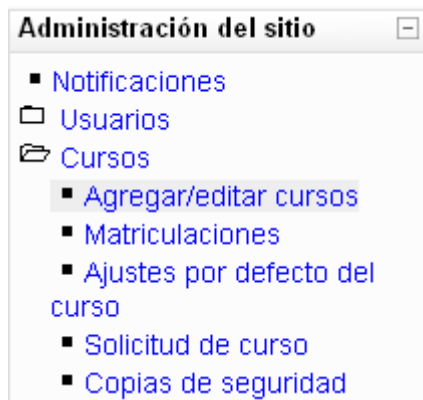 Administración del sitio
Notificaciones
Usuarios
Cursos
Agregar/editar cursos
Matriculaciones
Ajustes por defecto del
curso
Solicitud de curso
Copias de seguridad